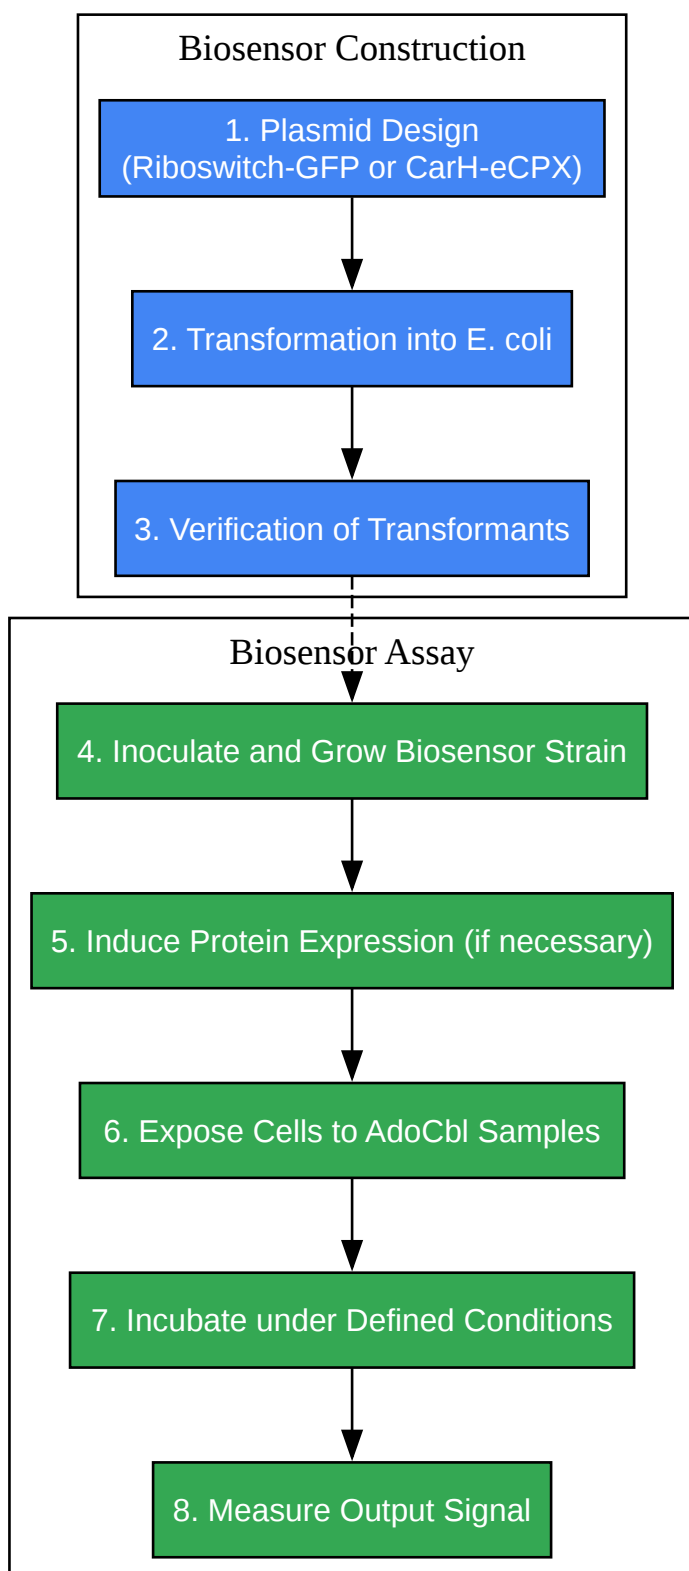 Biosensor Construction
1. Plasmid Design
(Riboswitch-GFP or CarH-eCPX)
2. Transformation into E. coli
3. Verification of Transformants
Biosensor Assay
4. Inoculate and Grow Biosensor Strain
5. Induce Protein Expression (if necessary)
6. Expose Cells to AdoCbl Samples
7. Incubate under Defined Conditions
8. Measure Output Signal